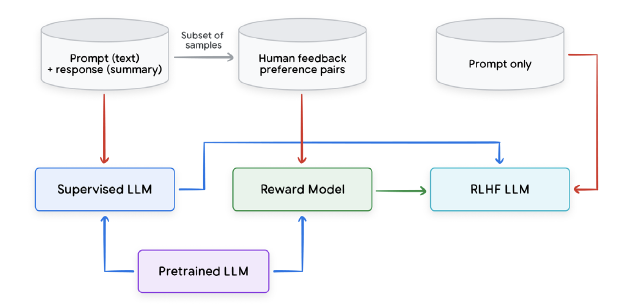 Subset of
samples
Prompt (text)
+ response (summary)
Human feedback
preference pairs
Prompt only
Supervised LLM
Reward Model
RLHF LLM
Pretrained LLM